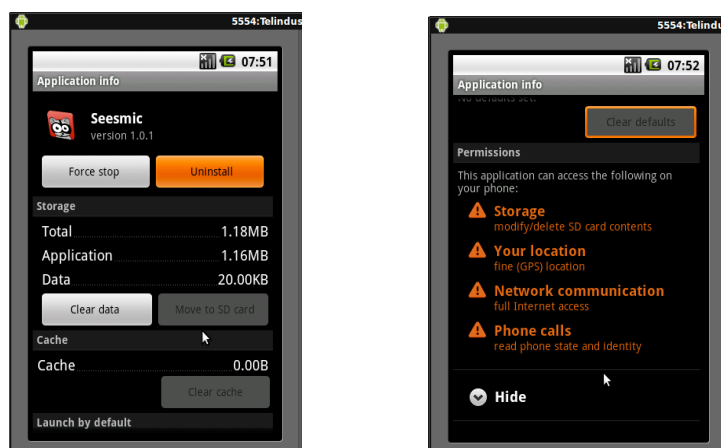 5554:Telindus
07:51
Application info
Seesmic
version 1.0.1
Force stop
Uninstall
Storage
Total 1.18MB
Application 1.16MB
Data 20.00KB
Clear data
Move to SD card
Cache
Cache 0.00B
Clear cache
Launch by default
5554:Telindu
07:52
Application info
No defaults set.
Clear defaults
Permissions
This application can access the following on
your phone:
Storage
modify/delete SD card contents
Your location
fine (GPS) location
Network communication
full Internet access
Phone calls
read phone state and identity
Hide